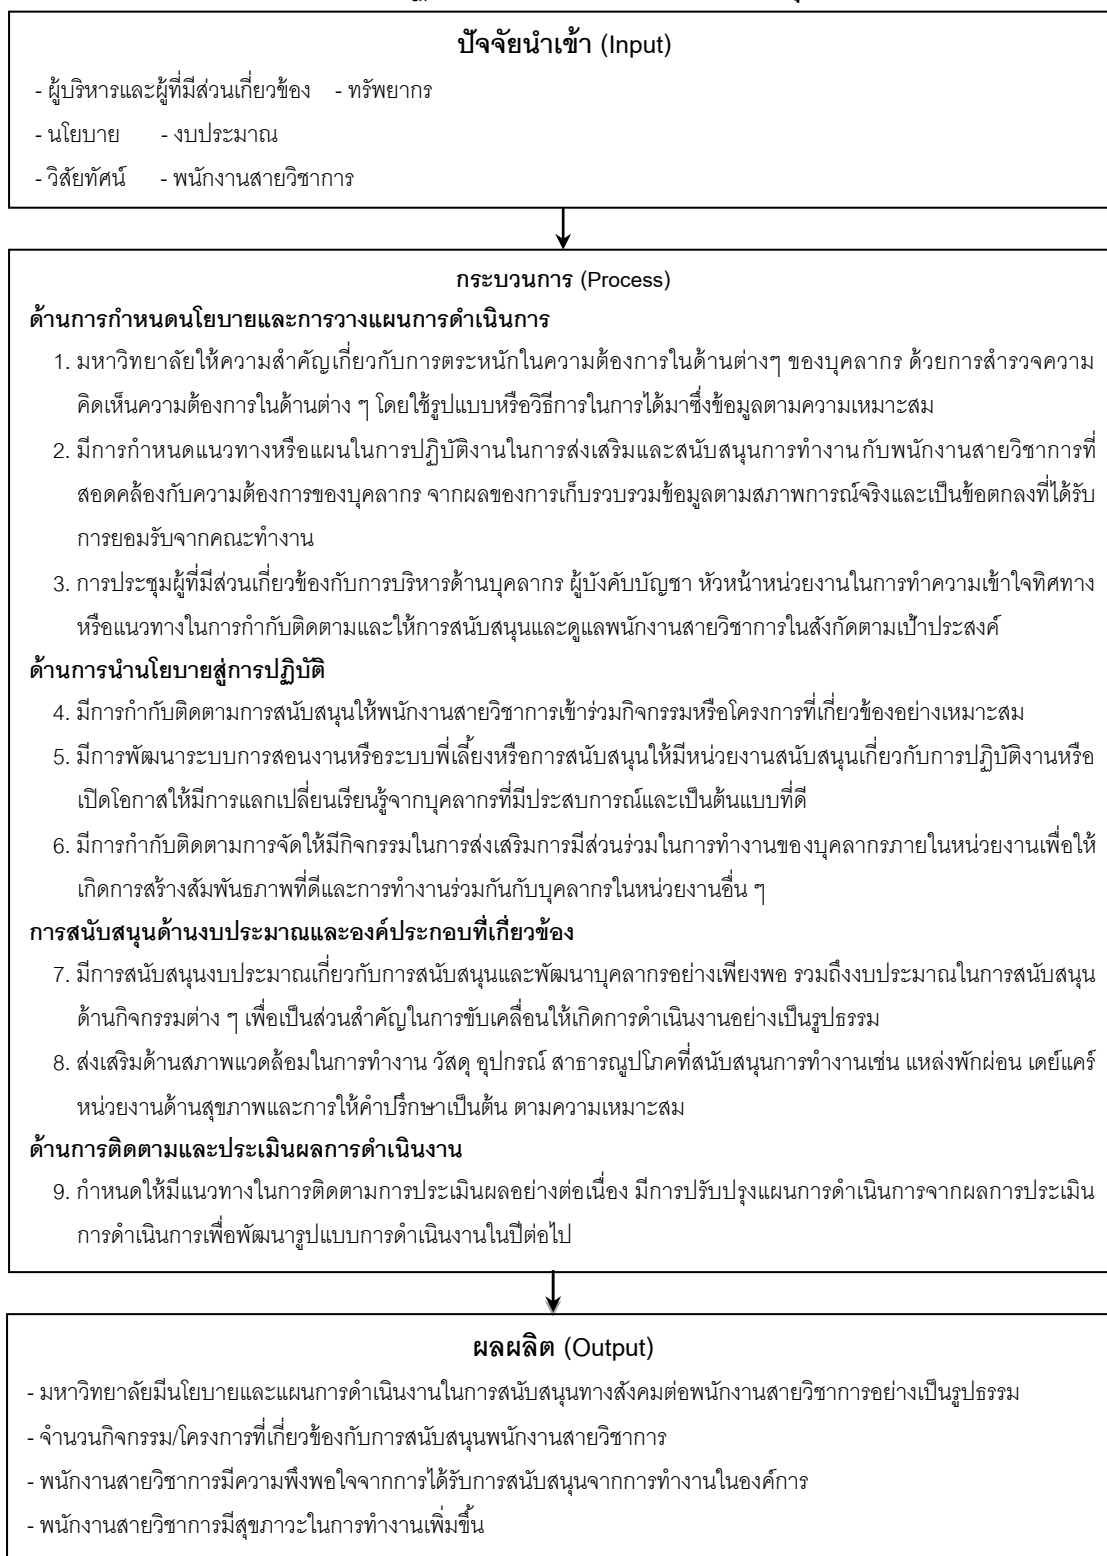 ปัจจัยนำเข้า (Input)
- ผู้บริหารและผู้ที่มีส่วนเกี่ยวข้อง - ทรัพยากร
- นโยบาย - งบประมาณ
- วิสัยทัศน์ - พนักงานสายวิชาการ
กระบวนการ (Process)
ด้านการกำหนดนโยบายและการวางแผนการดำเนินการ
1. มหาวิทยาลัยให้ความสำคัญเกี่ยวกับการตระหนักในความต้องการในด้านต่างๆ ของบุคลากร ด้วยการสำรวจความ
คิดเห็นความต้องการในด้านต่าง ๆ โดยใช้รูปแบบหรือวิธีการในการได้มาซึ่งข้อมูลตามความเหมาะสม
2. มีการกำหนดแนวทางหรือแผนในการปฏิบัติงานในการส่งเสริมและสนับสนุนการทำงานกับพนักงานสายวิชาการที่
สอดคล้องกับความต้องการของบุคลากร จากผลของการเก็บรวบรวมข้อมูลตามสภาพการณ์จริงและเป็นข้อตกลงที่ได้รับ
การยอมรับจากคณะทำงาน
3. การประชุมผู้ที่มีส่วนเกี่ยวข้องกับการบริหารด้านบุคลากร ผู้บังคับบัญชา หัวหน้าหน่วยงานในการทำความเข้าใจทิศทาง
หรือแนวทางในการกำกับติดตามและให้การสนับสนุนและดูแลพนักงานสายวิชาการในสังกัดตามเป้าประสงค์
ด้านการนำนโยบายสู่การปฏิบัติ
4. มีการกำกับติดตามการสนับสนุนให้พนักงานสายวิชาการเข้าร่วมกิจกรรมหรือโครงการที่เกี่ยวข้องอย่างเหมาะสม
5. มีการพัฒนาระบบการสอนงานหรือระบบพี่เลี้ยงหรือการสนับสนุนให้มีหน่วยงานสนับสนุนเกี่ยวกับการปฏิบัติงานหรือ
เปิดโอกาสให้มีการแลกเปลี่ยนเรียนรู้จากบุคลากรที่มีประสบการณ์และเป็นต้นแบบที่ดี
6. มีการกำกับติดตามการจัดให้มีกิจกรรมในการส่งเสริมการมีส่วนร่วมในการทำงานของบุคลากรภายในหน่วยงานเพื่อให้
เกิดการสร้างสัมพันธภาพที่ดีและการทำงานร่วมกันกับบุคลากรในหน่วยงานอื่น ๆ
การสนับสนุนด้านงบประมาณและองค์ประกอบที่เกี่ยวข้อง
7. มีการสนับสนุนงบประมาณเกี่ยวกับการสนับสนุนและพัฒนาบุคลากรอย่างเพียงพอ รวมถึงงบประมาณในการสนับสนุน
ด้านกิจกรรมต่าง ๆ เพื่อเป็นส่วนสำคัญในการขับเคลื่อนให้เกิดการดำเนินงานอย่างเป็นรูปธรรม
8. ส่งเสริมด้านสภาพแวดล้อมในการทำงาน วัสดุ อุปกรณ์ สาธารณูปโภคที่สนับสนุนการทำงานเช่น แหล่งพักผ่อน เดย์แคร์
หน่วยงานด้านสุขภาพและการให้คำปรึกษาเป็นต้น ตามความเหมาะสม
ด้านการติดตามและประเมินผลการดำเนินงาน
9. กำหนดให้มีแนวทางในการติดตามการประเมินผลอย่างต่อเนื่อง มีการปรับปรุงแผนการดำเนินการจากผลการประเมิน
การดำเนินการเพื่อพัฒนารูปแบบการดำเนินงานในปีต่อไป
ผลผลิต (Output)
- มหาวิทยาลัยมีนโยบายและแผนการดำเนินงานในการสนับสนุนทางสังคมต่อพนักงานสายวิชาการอย่างเป็นรูปธรรม
- จำนวนกิจกรรม/โครงการที่เกี่ยวข้องกับการสนับสนุนพนักงานสายวิชาการ
- พนักงานสายวิชาการมีความพึงพอใจจากการได้รับการสนับสนุนจากการทำงานในองค์การ
- พนักงานสายวิชาการมีสุขภาวะในการทำงานเพิ่มขึ้น